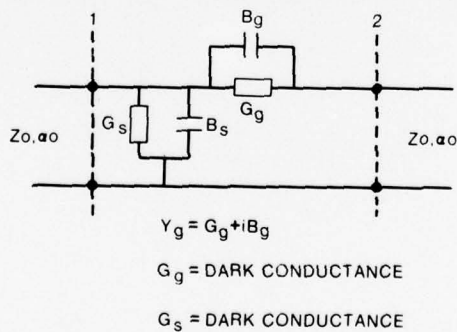 1
2
Bg
Gg
Gs
Bs
Zo,αo
Zo,αo
Yg = Gg+iBg
Gg = DARK CONDUCTANCE
Gs = DARK CONDUCTANCE